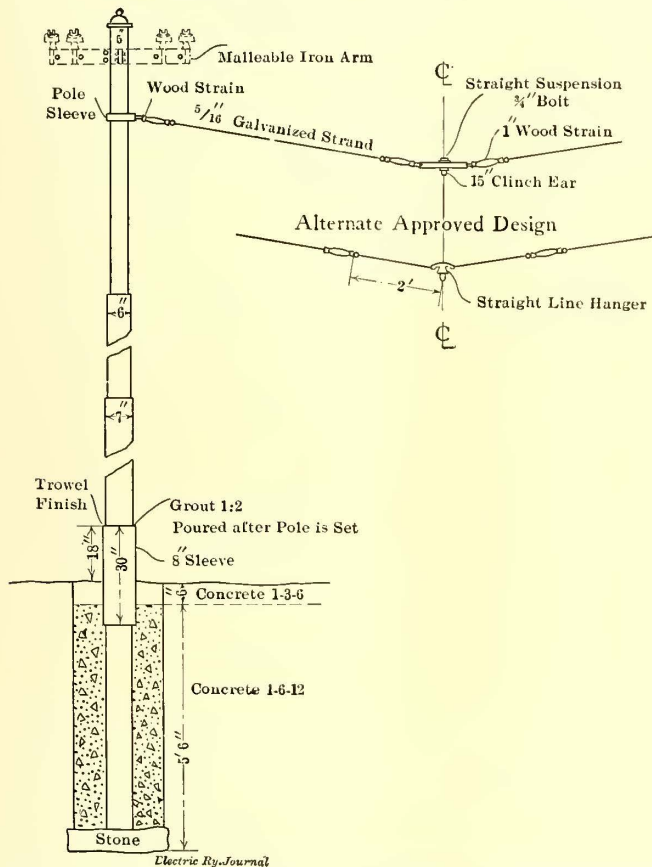 5"
Malleable Iron Arm
Pole
Sleeve
Wood Strain
5/16" Galvanized Strand
℄
Straight Suspension
¾" Bolt
1" Wood Strain
15" Clinch Ear
Alternate Approved Design
2'
Straight Line Hanger
℄
6"
7"
Trowel
Finish
Grout 1:2
Poured after Pole is Set
18"
30"
8" Sleeve
6"
Concrete 1-3-6
Concrete 1-6-12
5' 6"
Stone
Electric Ry. Journal